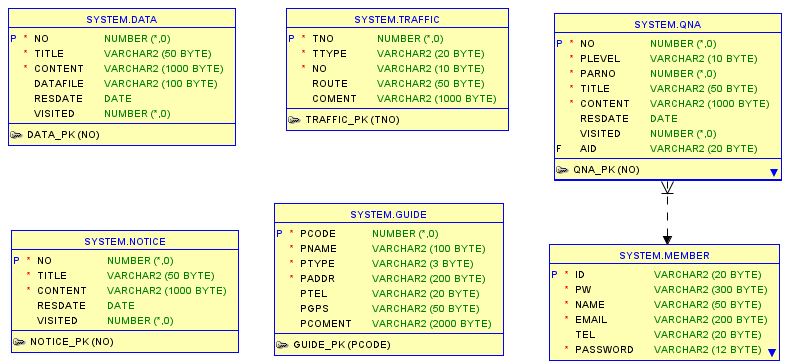 SYSTEM.DATA
P * NO NUMBER (*,0)
* TITLE VARCHAR2 (50 BYTE)
* CONTENT VARCHAR2 (1000 BYTE)
DATAFILE VARCHAR2 (100 BYTE)
RESDATE DATE
VISITED NUMBER (*,0)
DATA_PK (NO)
SYSTEM.TRAFFIC
P * TNO NUMBER (*,0)
* TTYPE VARCHAR2 (20 BYTE)
* NO VARCHAR2 (10 BYTE)
ROUTE VARCHAR2 (50 BYTE)
COMENT VARCHAR2 (1000 BYTE)
TRAFFIC_PK (TNO)
SYSTEM.QNA
P * NO NUMBER (*,0)
* PLEVEL VARCHAR2 (10 BYTE)
* PARNO NUMBER (*,0)
* TITLE VARCHAR2 (50 BYTE)
* CONTENT VARCHAR2 (1000 BYTE)
RESDATE DATE
VISITED NUMBER (*,0)
F AID VARCHAR2 (20 BYTE)
QNA_PK (NO)
SYSTEM.NOTICE
P * NO NUMBER (*,0)
* TITLE VARCHAR2 (50 BYTE)
* CONTENT VARCHAR2 (1000 BYTE)
RESDATE DATE
VISITED NUMBER (*,0)
NOTICE_PK (NO)
SYSTEM.GUIDE
P * PCODE NUMBER (*,0)
* PNAME VARCHAR2 (100 BYTE)
* PTYPE VARCHAR2 (3 BYTE)
* PADDR VARCHAR2 (200 BYTE)
PTEL VARCHAR2 (20 BYTE)
PGPS VARCHAR2 (50 BYTE)
PCOMENT VARCHAR2 (2000 BYTE)
GUIDE_PK (PCODE)
SYSTEM.MEMBER
P * ID VARCHAR2 (20 BYTE)
* PW VARCHAR2 (300 BYTE)
* NAME VARCHAR2 (50 BYTE)
* EMAIL VARCHAR2 (200 BYTE)
TEL VARCHAR2 (20 BYTE)
* PASSWORD VARCHAR2 (12 BYTE)